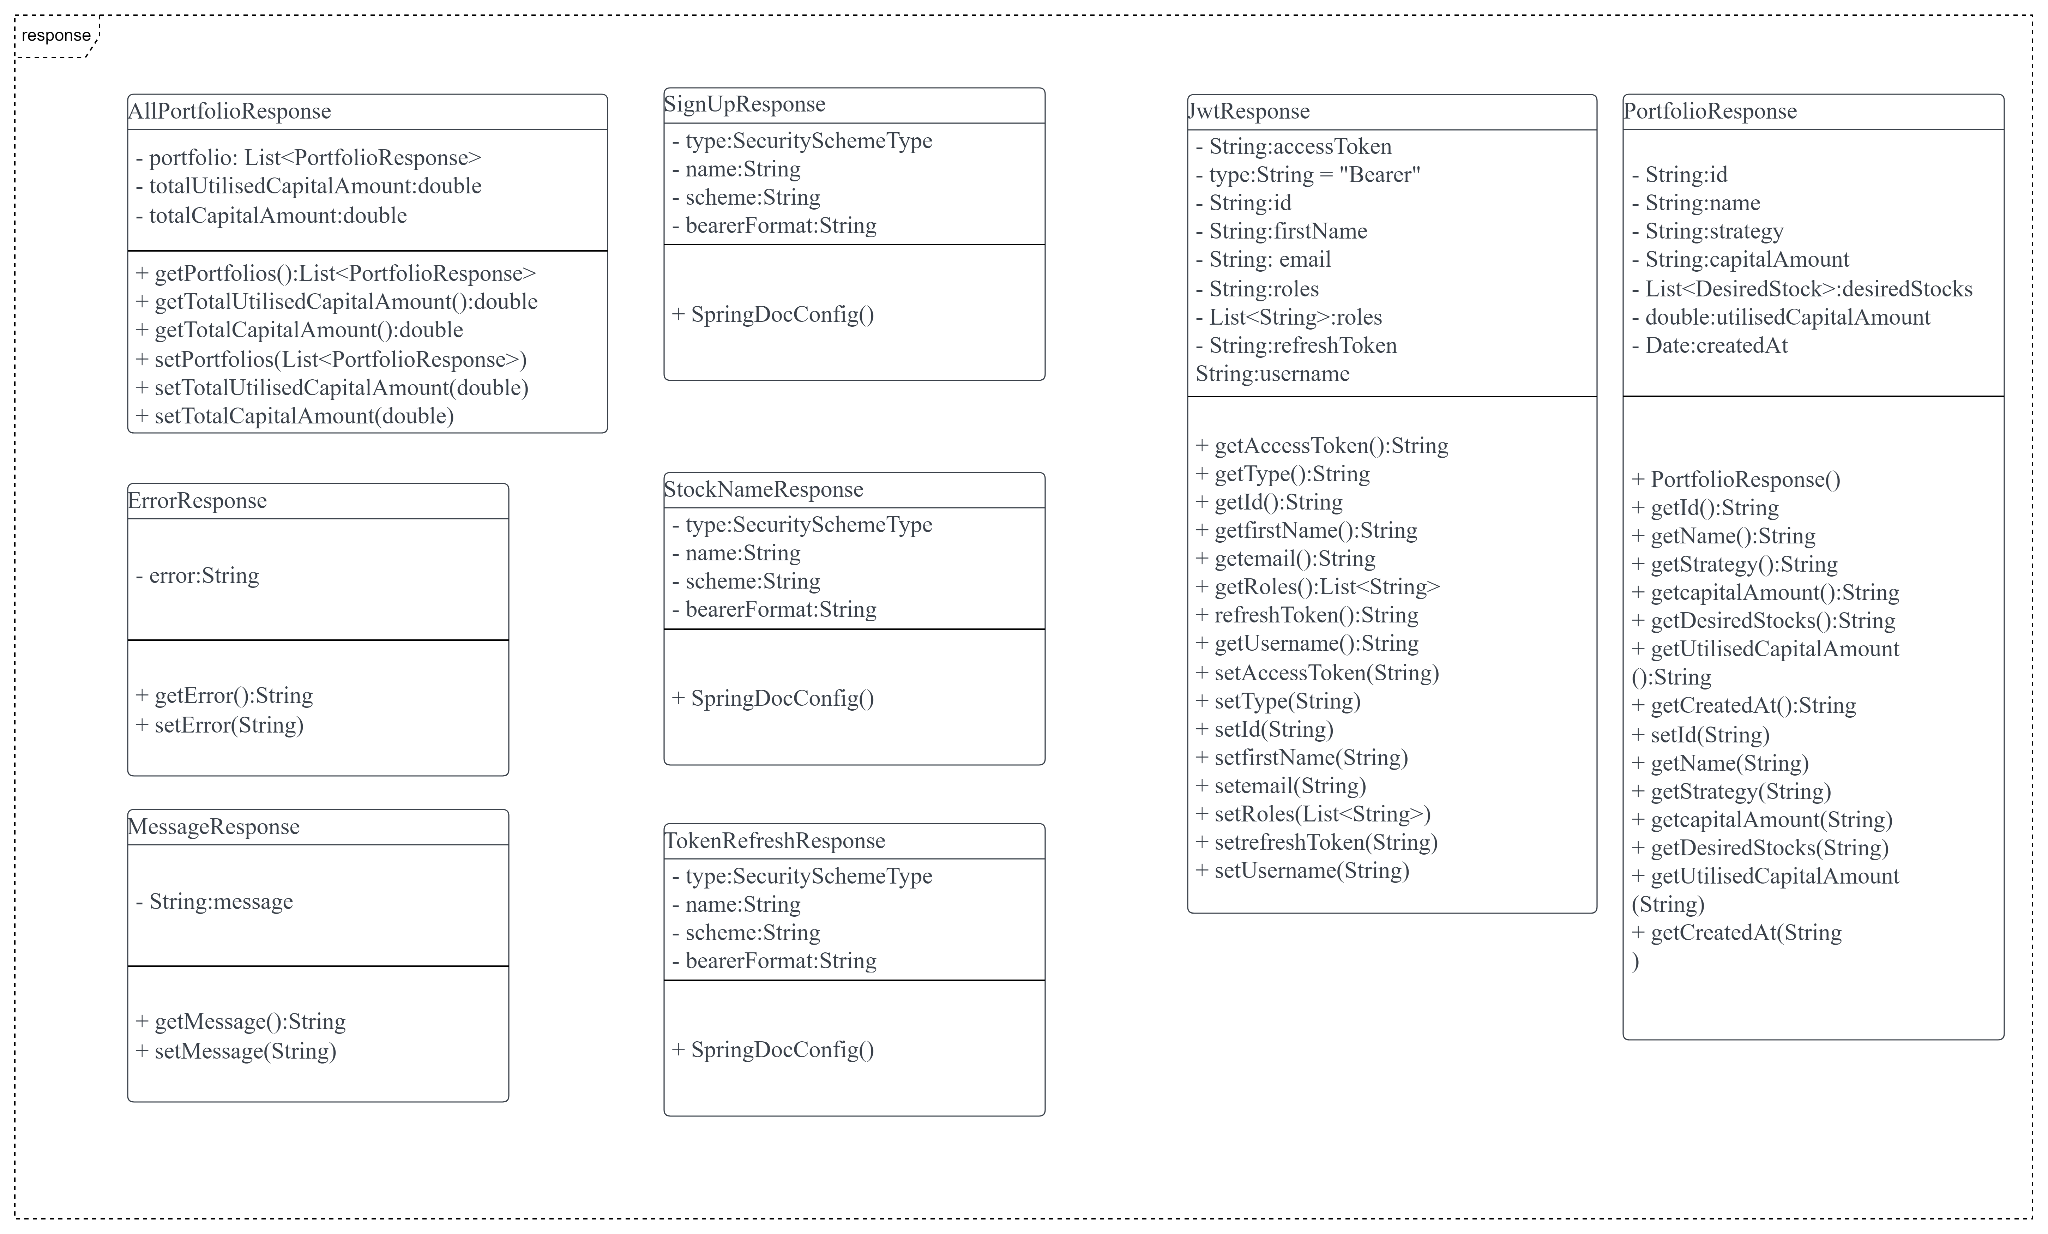 response
AllPortfolioResponse
- portfolio: List<PortfolioResponse>
- totalUtilisedCapitalAmount:double
- totalCapitalAmount:double
+ getPortfolios():List<PortfolioResponse>
+ getTotalUtilisedCapitalAmount():double
+ getTotalCapitalAmount():double
+ setPortfolios(List<PortfolioResponse>)
+ setTotalUtilisedCapitalAmount(double)
+ setTotalCapitalAmount(double)
ErrorResponse
- error:String
+ getError():String
+ setError(String)
MessageResponse
- String:message
+ getMessage():String
+ setMessage(String)
SignUpResponse
- type:SecuritySchemeType
- name:String
- scheme:String
- bearerFormat:String
+ SpringDocConfig()
StockNameResponse
- type:SecuritySchemeType
- name:String
- scheme:String
- bearerFormat:String
+ SpringDocConfig()
TokenRefreshResponse
- type:SecuritySchemeType
- name:String
- scheme:String
- bearerFormat:String
+ SpringDocConfig()
JwtResponse
- String:accessToken
- type:String = "Bearer"
- String:id
- String:firstName
- String: email
- String:roles
- List<String>:roles
- String:refreshToken
String:username
+ getAccessToken():String
+ getType():String
+ getId():String
+ getfirstName():String
+ getemail():String
+ getRoles():List<String>
+ refreshToken():String
+ getUsername():String
+ setAccessToken(String)
+ setType(String)
+ setId(String)
+ setfirstName(String)
+ setemail(String)
+ setRoles(List<String>)
+ setrefreshToken(String)
+ setUsername(String)
PortfolioResponse
- String:id
- String:name
- String:strategy
- String:capitalAmount
- List<DesiredStock>:desiredStocks
- double:utilisedCapitalAmount
- Date:createdAt
+ PortfolioResponse()
+ getId():String
+ getName():String
+ getStrategy():String
+ getcapitalAmount():String
+ getDesiredStocks():String
+ getUtilisedCapitalAmount
():String
+ getCreatedAt():String
+ setId(String)
+ getName(String)
+ getStrategy(String)
+ getcapitalAmount(String)
+ getDesiredStocks(String)
+ getUtilisedCapitalAmount
(String)
+ getCreatedAt(String
)